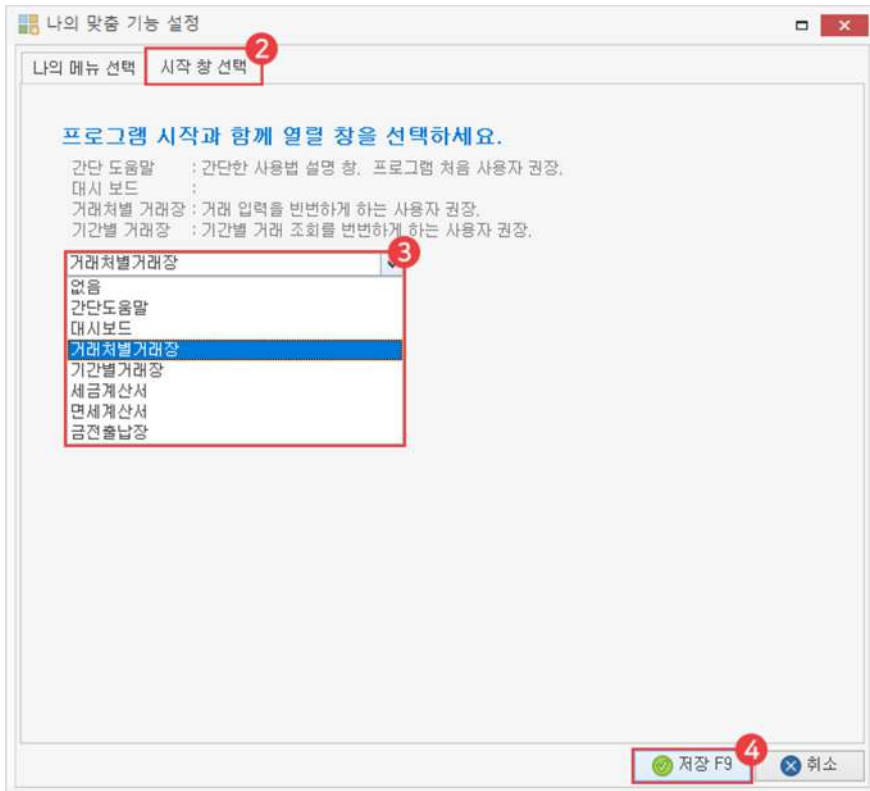 나의 맞춤 기능 설정
2
나의 메뉴 선택 시작 창 선택
프로그램 시작과 함께 열릴 창을 선택하세요.
간단 도움말 : 간단한 사용법 설명 창, 프로그램 처음 사용자 권장,
대시 보드 :
거래처별 거래장 : 거래 입력을 빈번하게 하는 사용자 권장,
기간별 거래장 : 기간별 거래 조회를 번번하게 하는 사용자 권장,
3
거래처별거래장
없음
간단도움말
대시보드
거래처별거래장
기간별거래장
세금계산서
면세계산서
금전출납장
4
저장 F9 취소